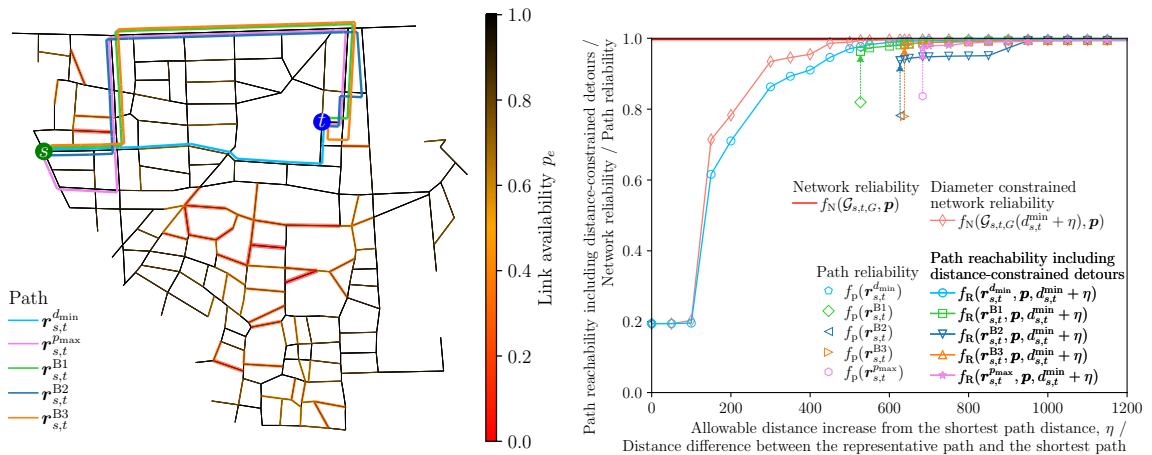 s
t
Path
r_{s,t}^{d_min}
r_{s,t}^{p_max}
r_{s,t}^{B1}
r_{s,t}^{B2}
r_{s,t}^{B3}
1.0
0.8
0.6
0.4
0.2
0.0
Link availability p_e
Path reachability including distance-constrained detours /
Network reliability / Path reliability
1.0
0.8
0.6
0.4
0.2
0.0
0
200
400
600
800
1000
1200
Allowable distance increase from the shortest path distance, η /
Distance difference between the representative path and the shortest path
Network reliability
f_N(𝒢_{s,t,G}, p)
Diameter constrained
network reliability
f_N(𝒢_{s,t,G}(d_{s,t}^{min} + η), p)
Path reliability
f_p(r_{s,t}^{d_min})
f_p(r_{s,t}^{B1})
f_p(r_{s,t}^{B2})
f_p(r_{s,t}^{B3})
f_p(r_{s,t}^{p_max})
Path reachability including
distance-constrained detours
f_R(r_{s,t}^{d_min}, p, d_{s,t}^{min} + η)
f_R(r_{s,t}^{B1}, p, d_{s,t}^{min} + η)
f_R(r_{s,t}^{B2}, p, d_{s,t}^{min} + η)
f_R(r_{s,t}^{B3}, p, d_{s,t}^{min} + η)
f_R(r_{s,t}^{p_max}, p, d_{s,t}^{min} + η)